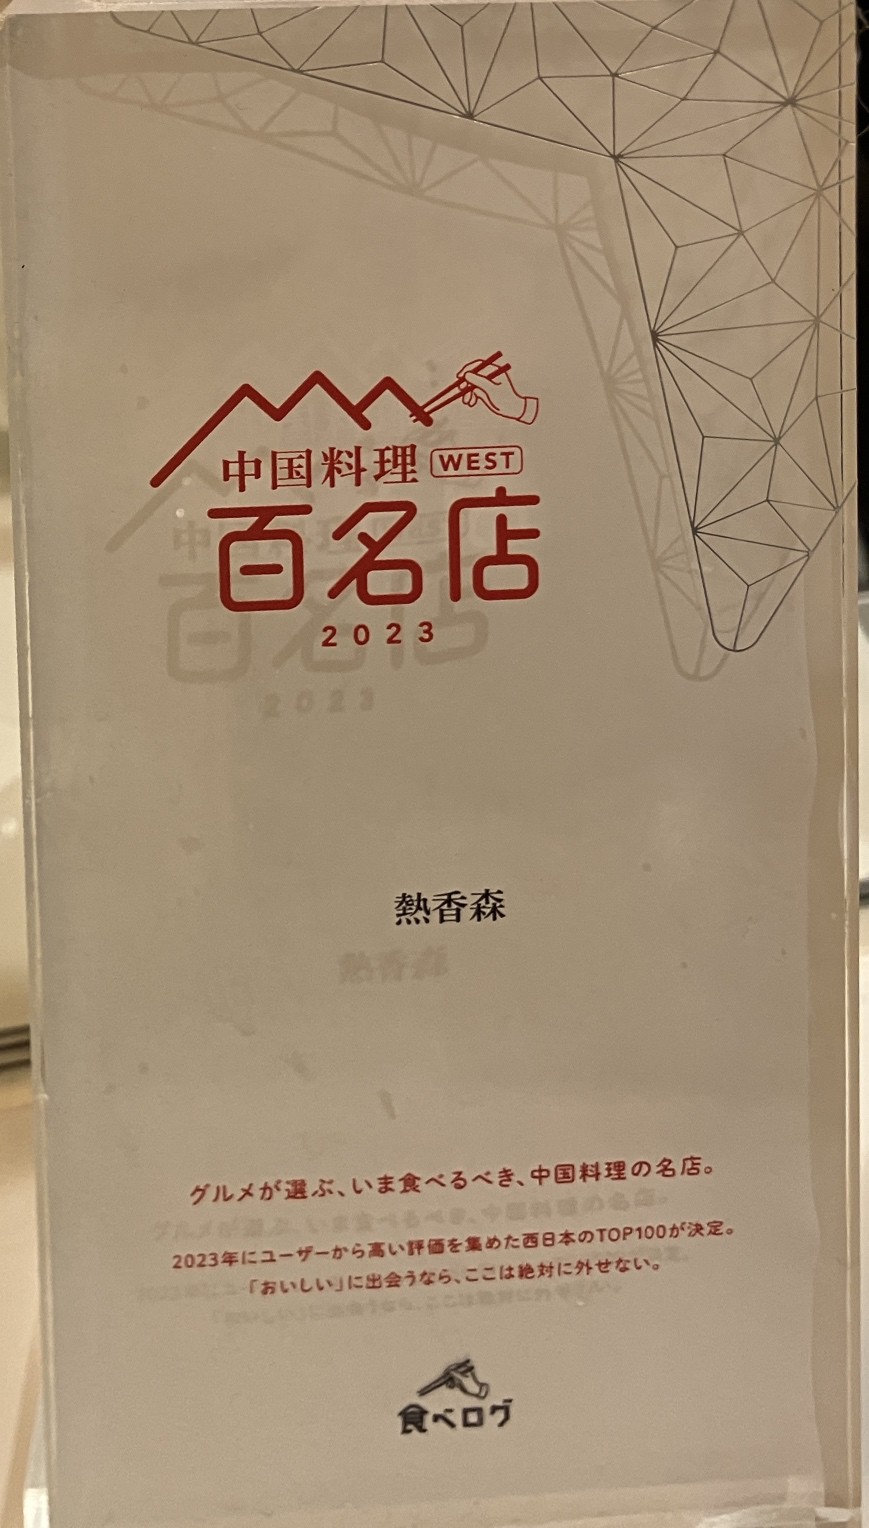 中国料理 WEST
百名店
2023
熱香森
グルメが選ぶ、いま食べるべき、中国料理の名店。
2023年にユーザーから高い評価を集めた西日本のTOP100が決定。
「おいしい」に出会うなら、ここは絶対に外せない。
食べログ